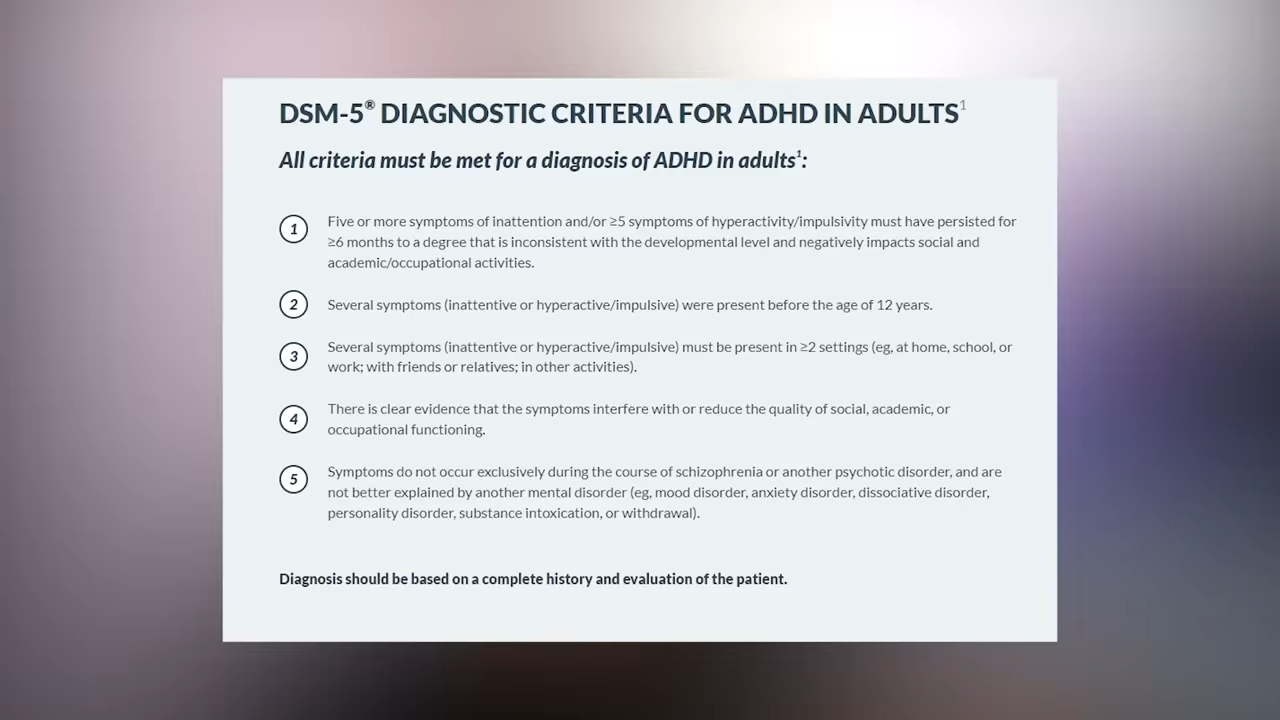 DSM-5® DIAGNOSTIC CRITERIA FOR ADHD IN ADULTS¹
All criteria must be met for a diagnosis of ADHD in adults¹:
1 Five or more symptoms of inattention and/or ≥5 symptoms of hyperactivity/impulsivity must have persisted for
≥6 months to a degree that is inconsistent with the developmental level and negatively impacts social and
academic/occupational activities.
2 Several symptoms (inattentive or hyperactive/impulsive) were present before the age of 12 years.
3 Several symptoms (inattentive or hyperactive/impulsive) must be present in ≥2 settings (eg, at home, school, or
work; with friends or relatives; in other activities).
4 There is clear evidence that the symptoms interfere with or reduce the quality of social, academic, or
occupational functioning.
5 Symptoms do not occur exclusively during the course of schizophrenia or another psychotic disorder, and are
not better explained by another mental disorder (eg, mood disorder, anxiety disorder, dissociative disorder,
personality disorder, substance intoxication, or withdrawal).
Diagnosis should be based on a complete history and evaluation of the patient.